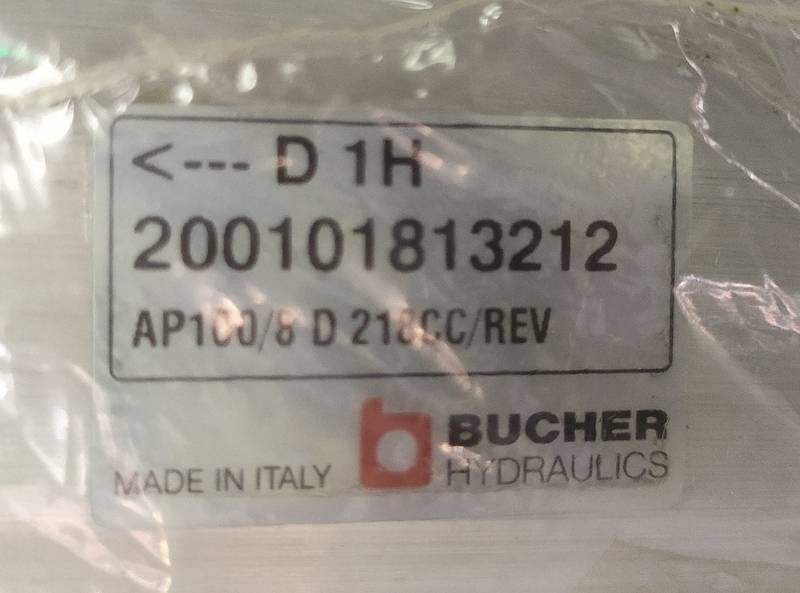 <--- D 1H
200101813212
AP100/8 D 218CC/REV
MADE IN ITALY
BUCHER
HYDRAULICS